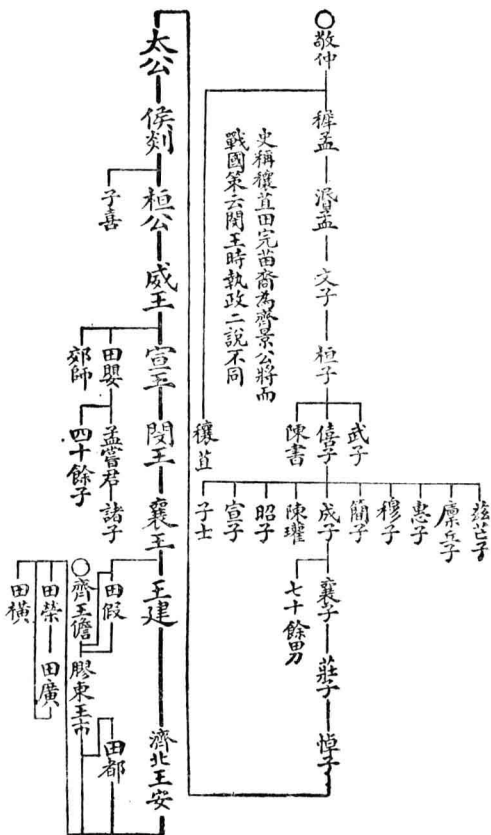 敬仲
穉孟
湣孟
文子
桓子
武子
僖子
陳書
史稱穰苴田完苗裔為齊景公將而
戰國策云閔王時執政二說不同
穰苴
茲芒子
廪丘子
惠子
穆子
簡子
成子
陳瓘
昭子
宣子
子士
襄子
七十餘男
莊子
悼子
太公
侯剡
桓公
子喜
威王
宣王
田嬰
郊師
閔王
孟嘗君
諸子
四十餘子
襄王
王建
田假
齊王儋
膠東王市
田榮
田廣
田橫
田都
濟北王安